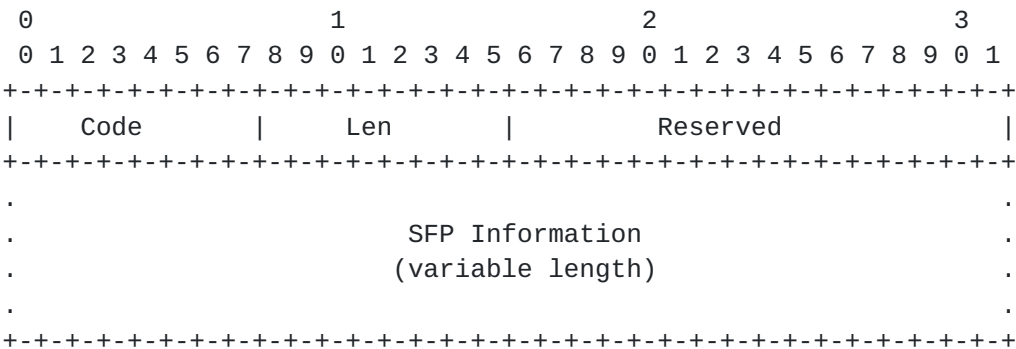 0                   1                   2                   3
 0 1 2 3 4 5 6 7 8 9 0 1 2 3 4 5 6 7 8 9 0 1 2 3 4 5 6 7 8 9 0 1
+-+-+-+-+-+-+-+-+-+-+-+-+-+-+-+-+-+-+-+-+-+-+-+-+-+-+-+-+-+-+-+-+
|    Code       |     Len       |         Reserved              |
+-+-+-+-+-+-+-+-+-+-+-+-+-+-+-+-+-+-+-+-+-+-+-+-+-+-+-+-+-+-+-+-+
.                                                               .
.                         SFP Information                       .
.                        (variable length)                      .
.                                                               .
+-+-+-+-+-+-+-+-+-+-+-+-+-+-+-+-+-+-+-+-+-+-+-+-+-+-+-+-+-+-+-+-+